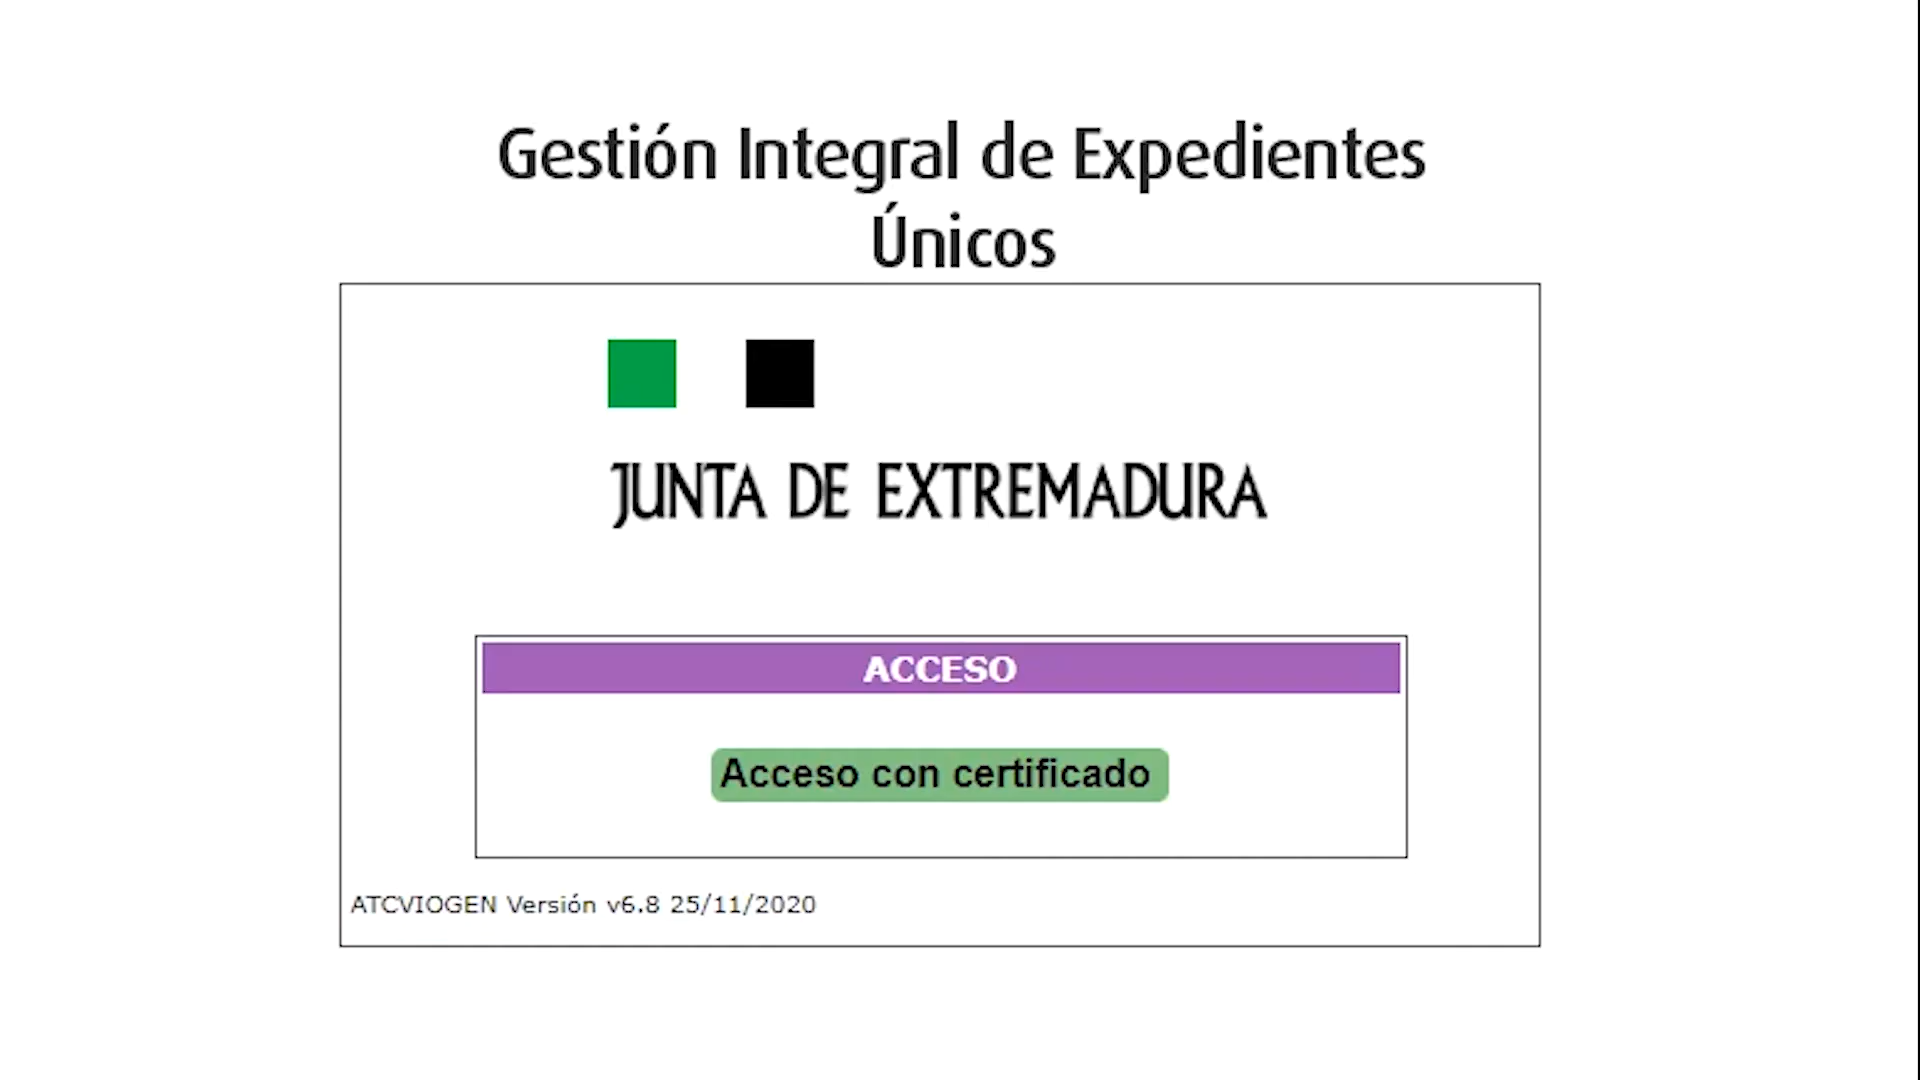 Gestión Integral de Expedientes
Únicos
JUNTA DE EXTREMADURA
ACCESO
Acceso con certificado
ATCVIOGEN Versión v6.8 25/11/2020